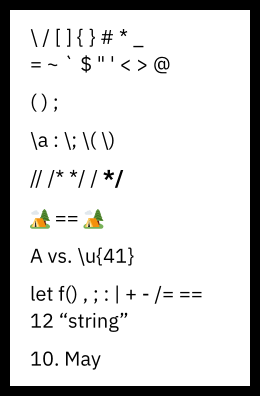 \ / [ ] { } # * _
= ~ ` $ " ' < > @
( ) ;
\a : \; \( \)
// /* */ / */
🏕️ == 🏕️
A vs. \u{41}
let f() , ; : | + - /= ==
12 “string”
10. May